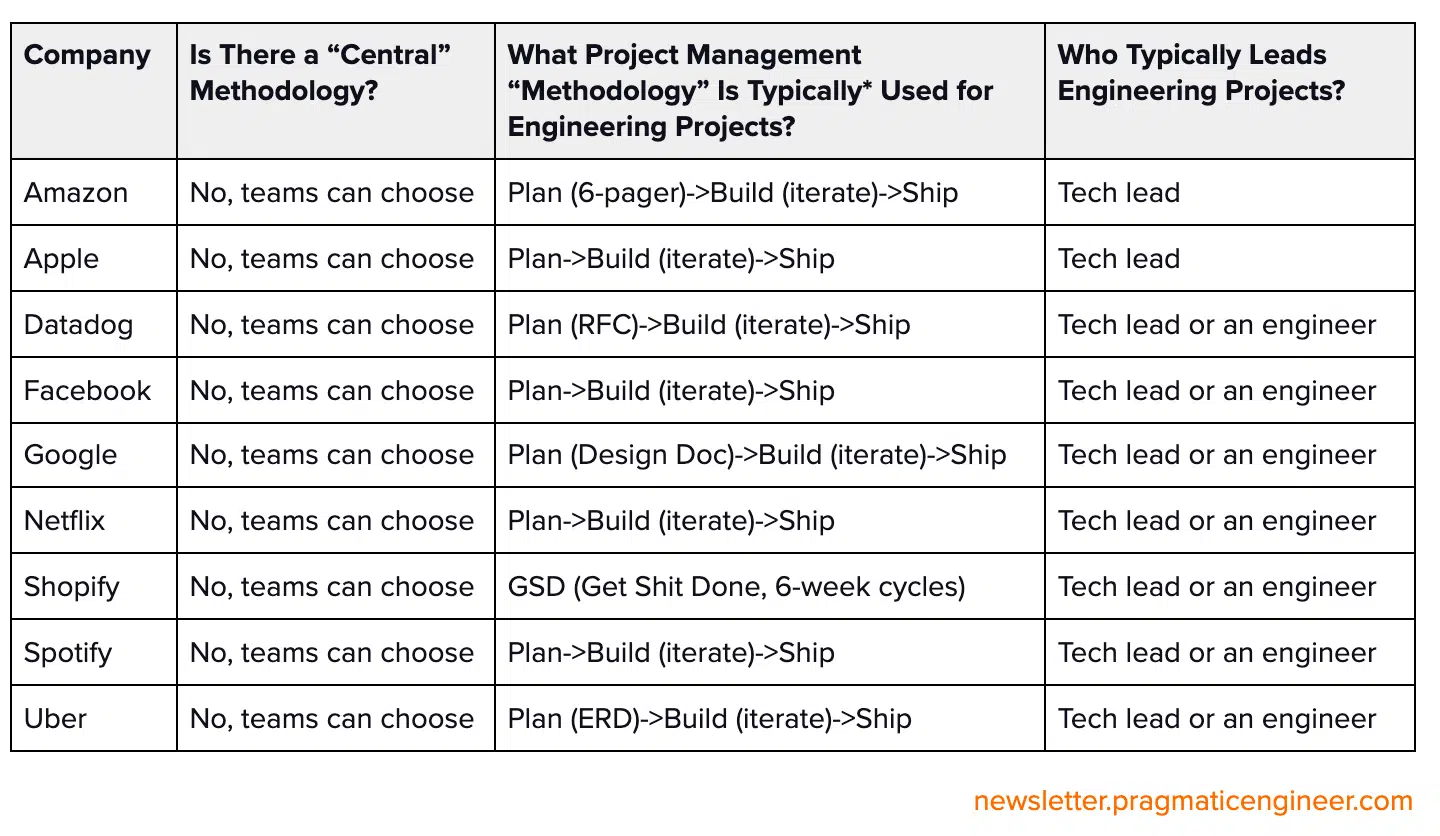 Company
Is There a “Central”
Methodology?
What Project Management
“Methodology” Is Typically* Used for
Engineering Projects?
Who Typically Leads
Engineering Projects?
Amazon
No, teams can choose
Plan (6-pager)->Build (iterate)->Ship
Tech lead
Apple
No, teams can choose
Plan->Build (iterate)->Ship
Tech lead
Datadog
No, teams can choose
Plan (RFC)->Build (iterate)->Ship
Tech lead or an engineer
Facebook
No, teams can choose
Plan->Build (iterate)->Ship
Tech lead or an engineer
Google
No, teams can choose
Plan (Design Doc)->Build (iterate)->Ship
Tech lead or an engineer
Netflix
No, teams can choose
Plan->Build (iterate)->Ship
Tech lead or an engineer
Shopify
No, teams can choose
GSD (Get Shit Done, 6-week cycles)
Tech lead or an engineer
Spotify
No, teams can choose
Plan->Build (iterate)->Ship
Tech lead or an engineer
Uber
No, teams can choose
Plan (ERD)->Build (iterate)->Ship
Tech lead or an engineer
newsletter.pragmaticengineer.com